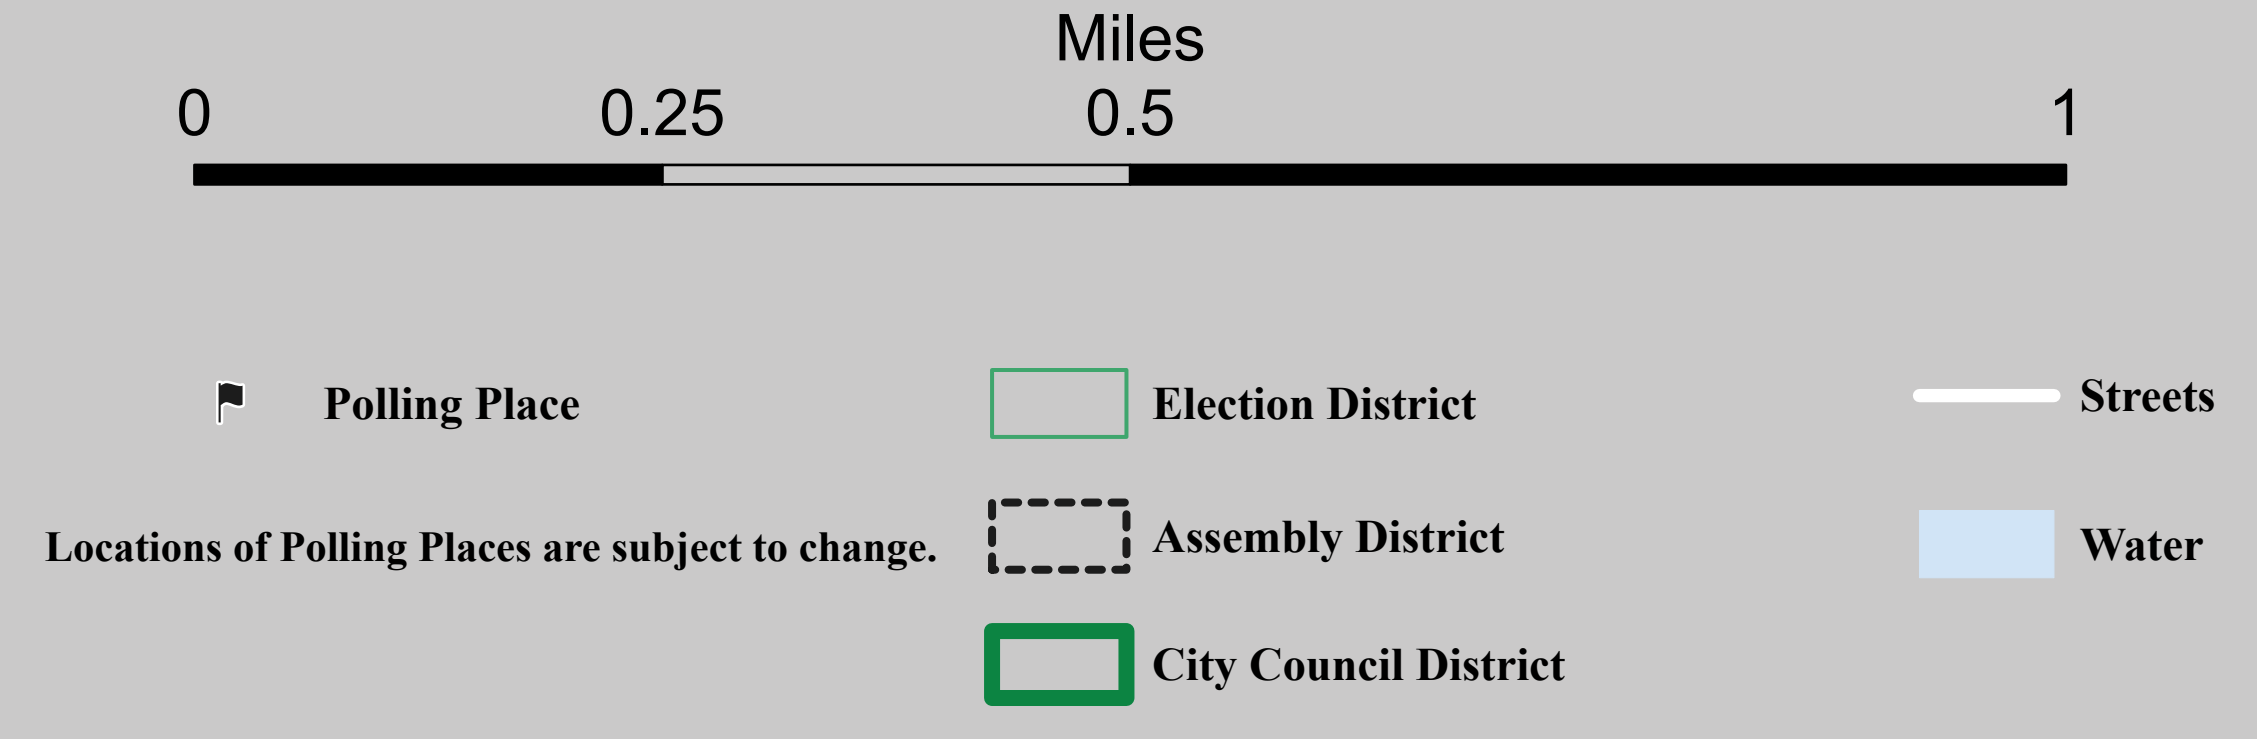 Miles
0 0.25 0.5 1
Polling Place
Election District
Streets
Locations of Polling Places are subject to change.
Assembly District
Water
City Council District